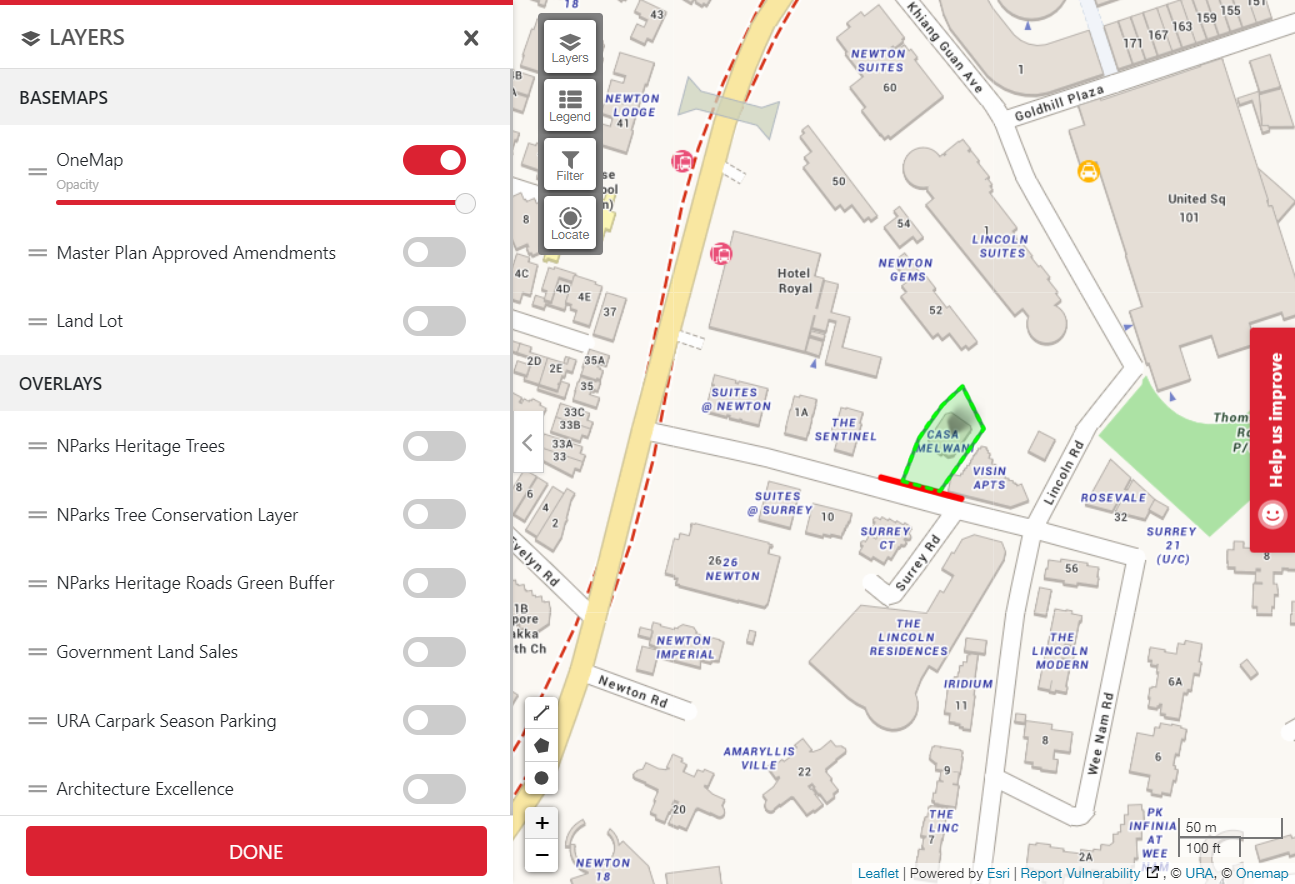 LAYERS
BASEMAPS
OneMap
Opacity
Master Plan Approved Amendments
Land Lot
OVERLAYS
NParks Heritage Trees
NParks Tree Conservation Layer
NParks Heritage Roads Green Buffer
Government Land Sales
URA Carpark Season Parking
Architecture Excellence
DONE
Layers
Legend
Filter
Locate
18
43
NEWTON
LODGE
41
8
4C
4D
4E
37
2D
2E
35A
35
33C
33B
33A
33
8
6
4
2
Evelyn Rd
1B
NEWTON
SUITES
60
Khiang Guan Ave
1
171
167
163
159
155
151
Goldhill Plaza
50
54
1
LINCOLN
SUITES
United Sq
101
NEWTON
GEMS
52
Hotel
Royal
SUITES
@ NEWTON
1A
THE
SENTINEL
CASA
MELWANI
VISIN
APTS
Lincoln Rd
SUITES
@ SURREY
10
SURREY
CT
Surrey Rd
ROSEVALE
32
SURREY
21
(U/C)
8
2626
NEWTON
56
THE
LINCOLN
RESIDENCES
THE
LINCOLN
MODERN
NEWTON
IMPERIAL
Newton Rd
IRIDIUM
11
6A
8
6
Wee Nam Rd
AMARYLLIS
VILLE
22
20
9
THE
LINC
7
PK
INFINIA
AT
WEE
NAM
2A
NEWTON
18
+
−
50 m
100 ft
Help us improve
Leaflet | Powered by Esri | Report Vulnerability , © URA, © Onemap